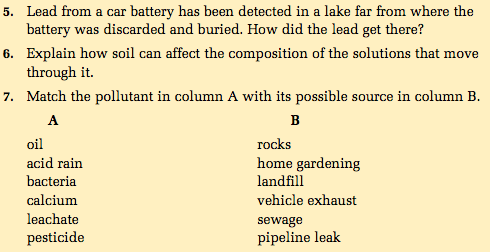 5. Lead from a car battery has been detected in a lake far from where the
battery was discarded and buried. How did the lead get there?
6. Explain how soil can affect the composition of the solutions that move
through it.
7. Match the pollutant in column A with its possible source in column B.
A B
oil rocks
acid rain home gardening
bacteria landfill
calcium vehicle exhaust
leachate sewage
pesticide pipeline leak